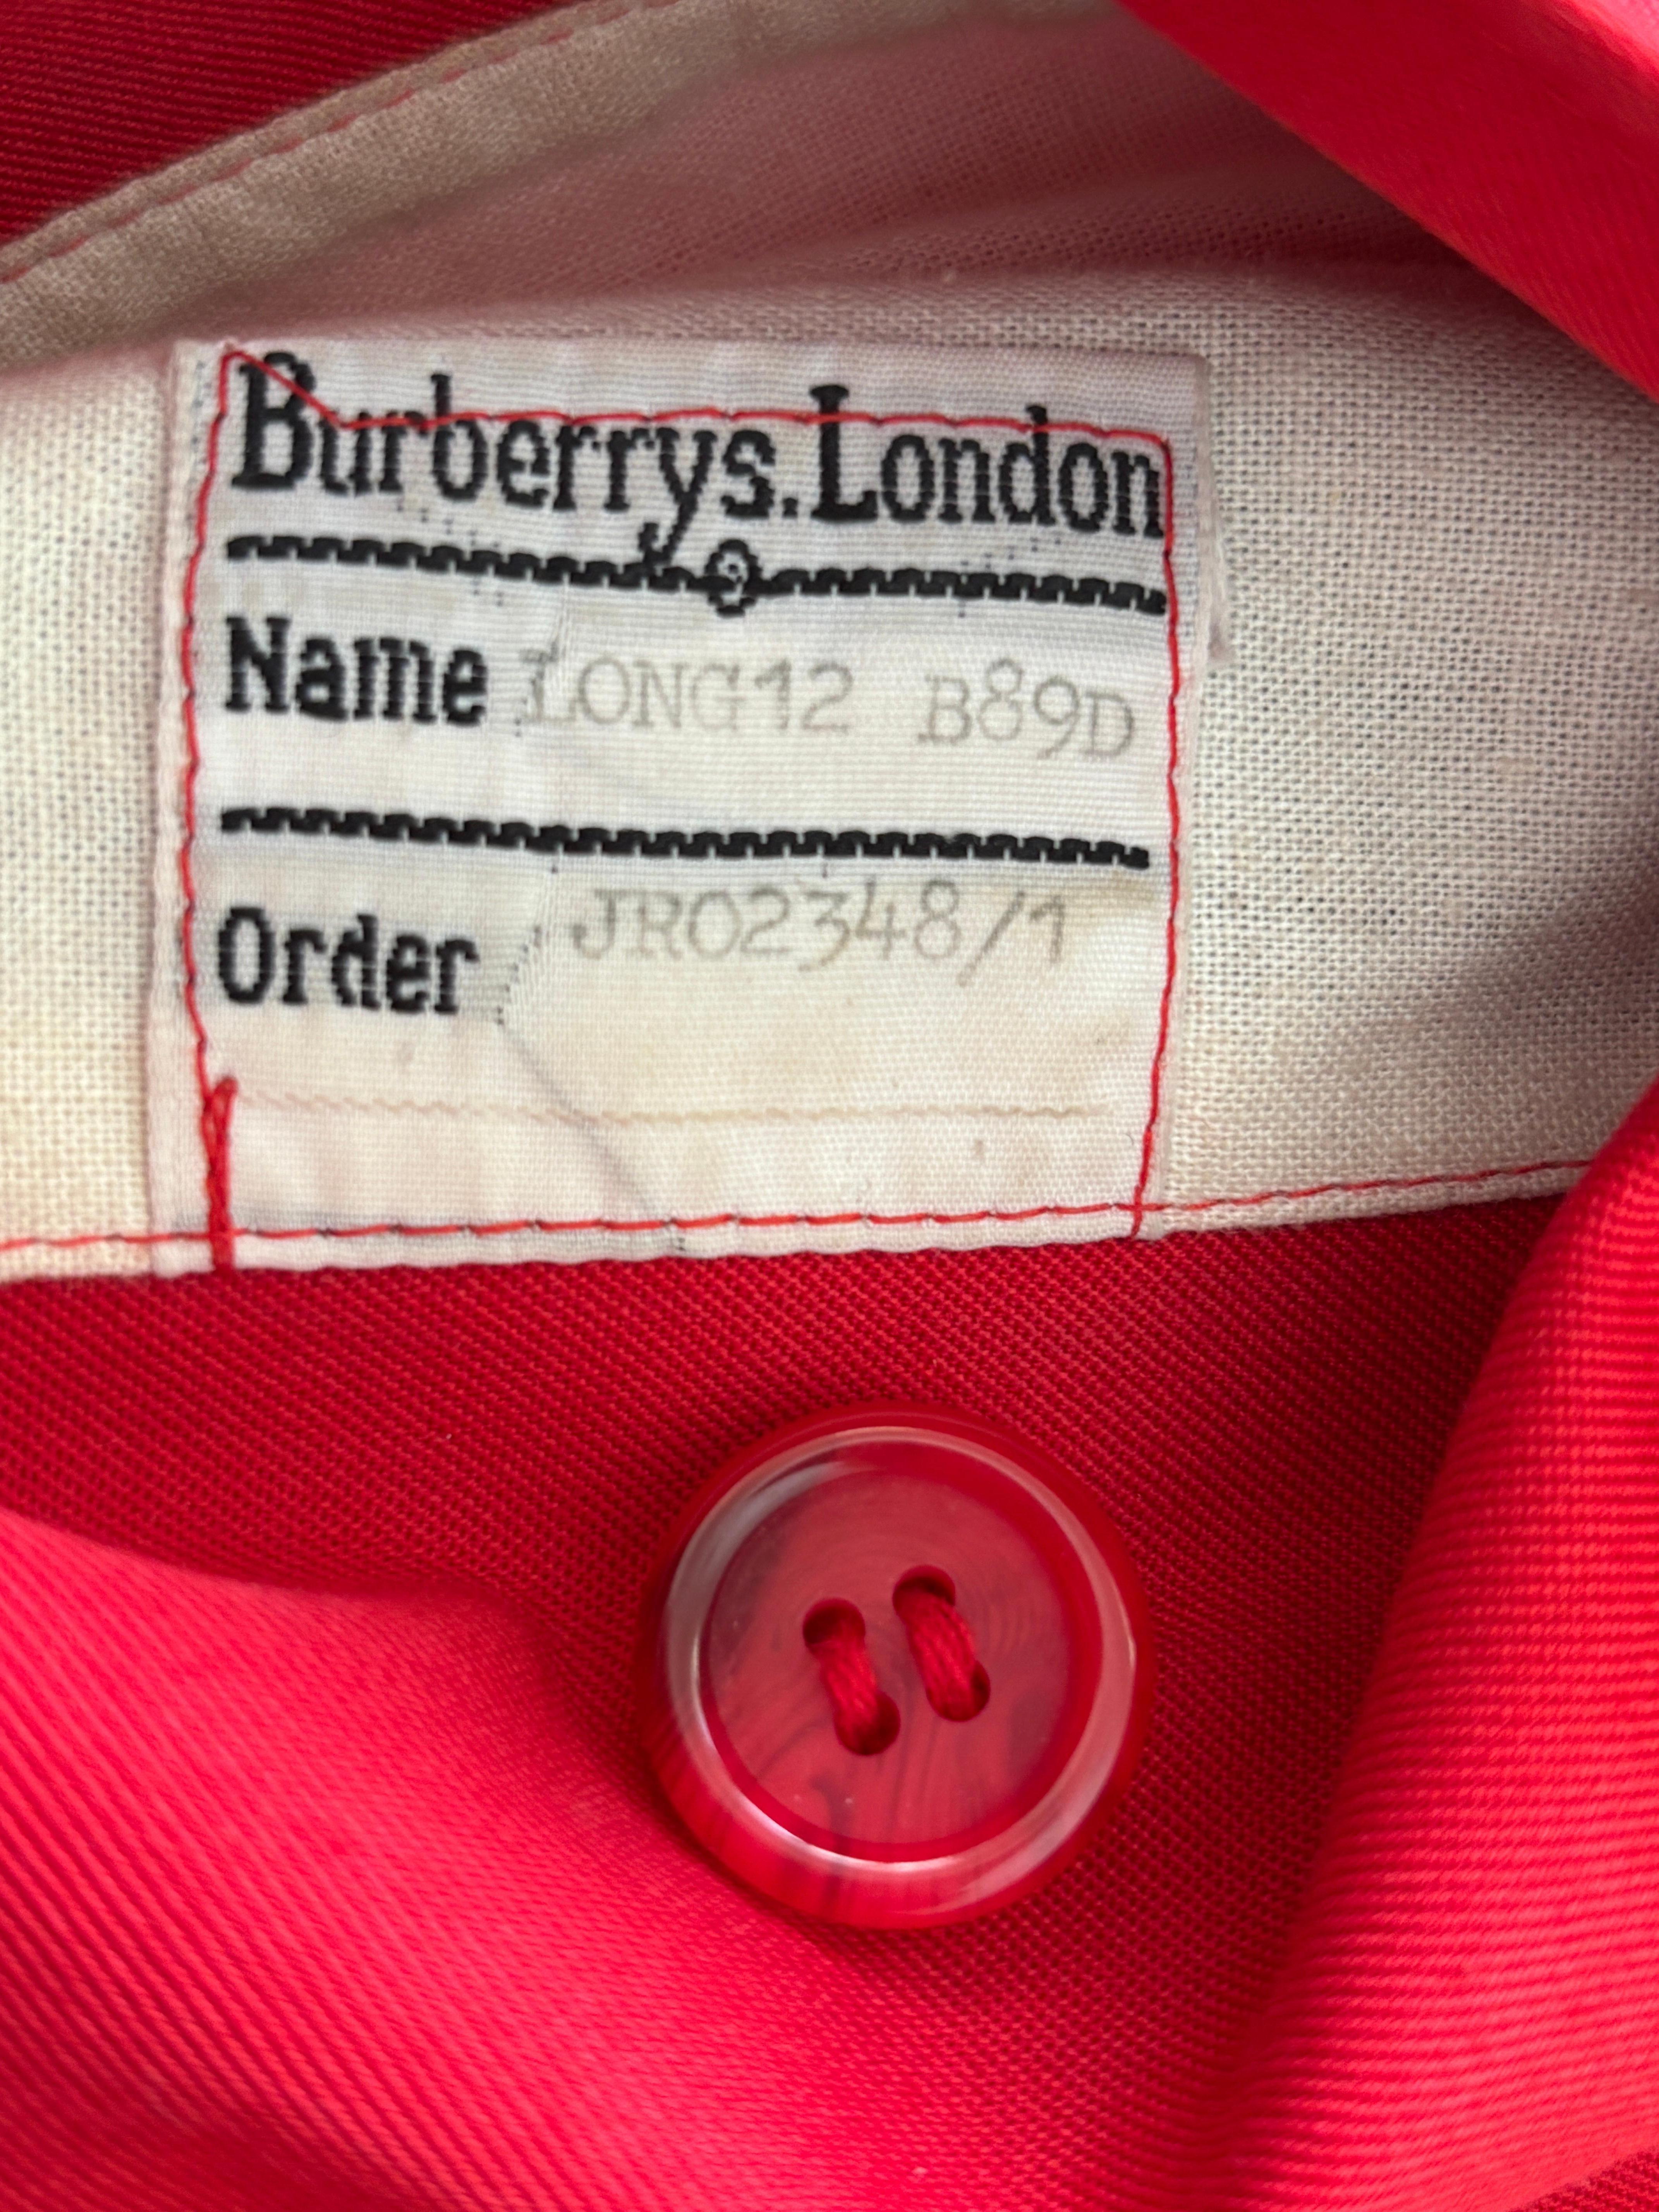 Burberrys.London
Name LONG12 B89D
Order JR02348/1